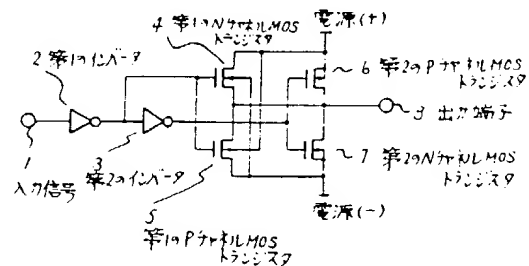 4 第1のNチャネルMOS
トランジスタ
電源(+)
2 第1のインバータ
6 第2のPチャネルMOS
トランジスタ
1
入力信号
3
第2のインバータ
出力端子
7 第2のNチャネルMOS
トランジスタ
5
第1のPチャネルMOS
トランジスタ
電源(-)